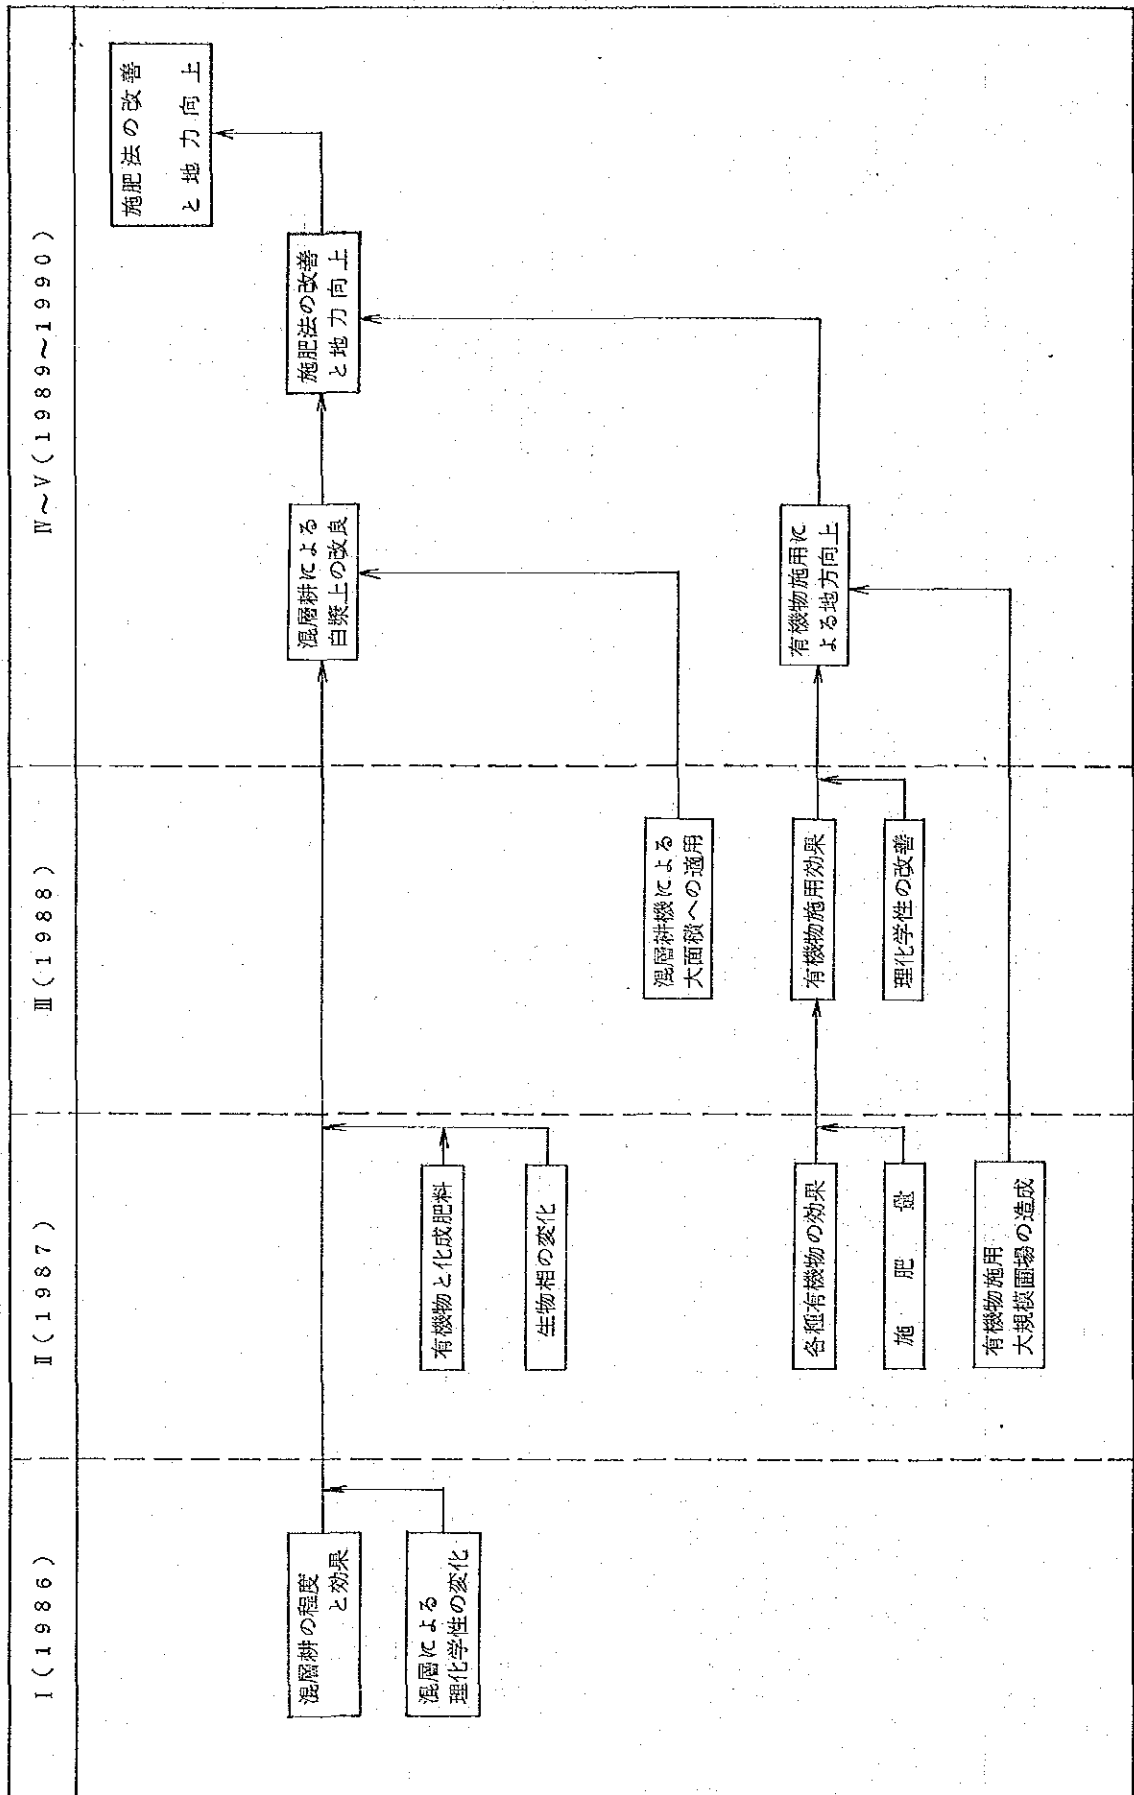 I(1986)
II(1987)
III(1988)
IV～V(1989～1990)
施肥法の改善
と地力向上
混層耕の程度
と効果
混層耕による
白漿上の改良
施肥法の改善
と地力向上
混層による
理化学性の変化
有機物と化成肥料
生物相の変化
混層耕機による
大面積への適用
各種有機物の効果
有機物施用効果
有機物施用に
よる地方向上
施肥量
理化学性の改善
有機物施用
大規模圃場の造成